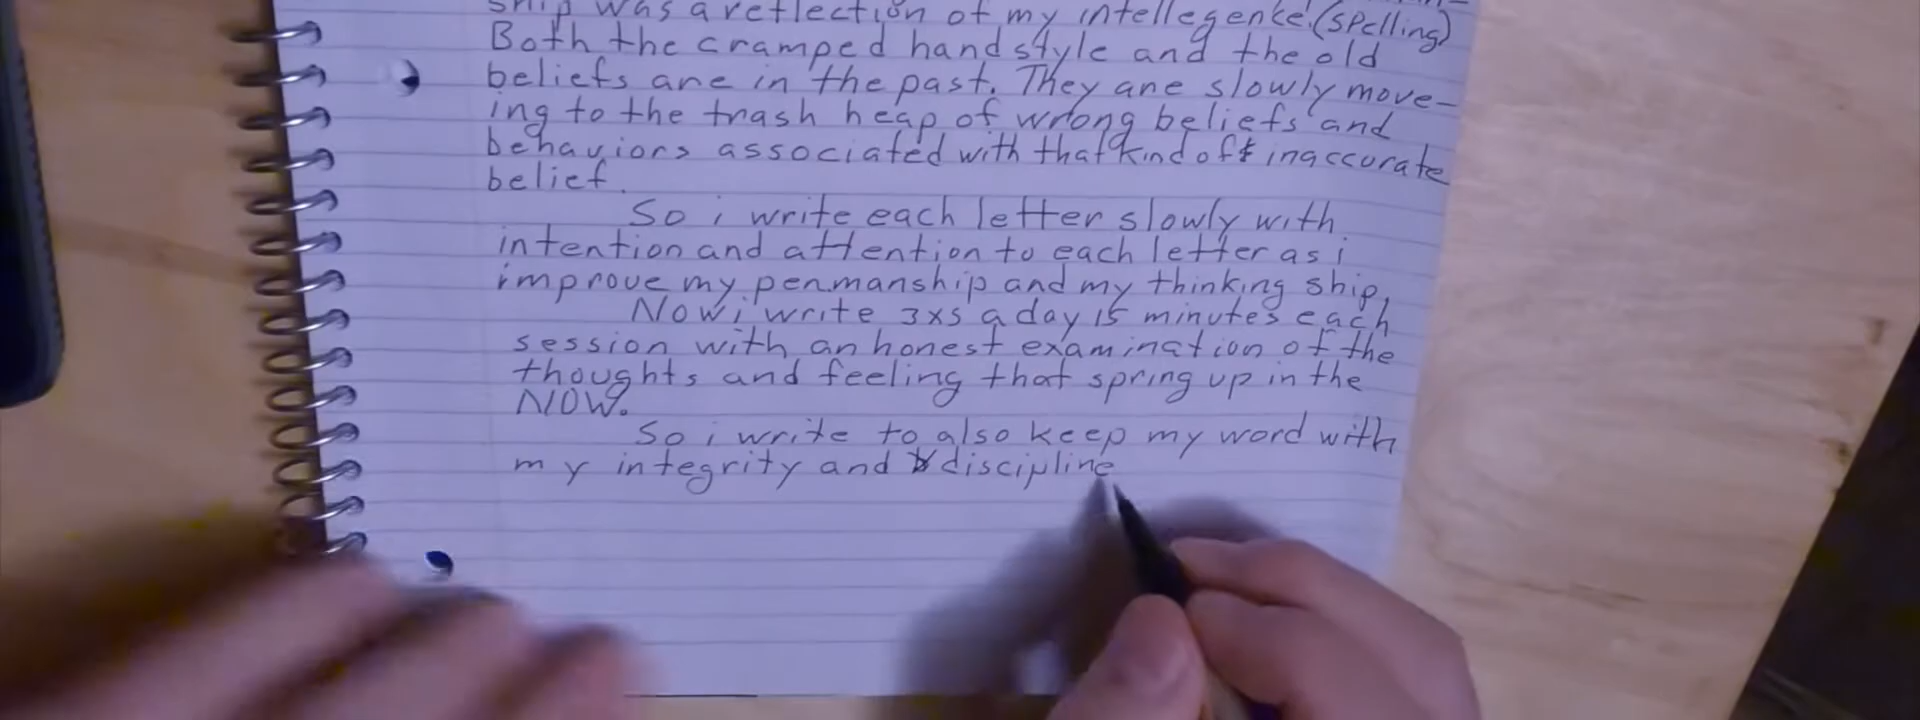 ship was a reflection of my intellegence! (spelling)
Both the cramped hand style and the old
beliefs are in the past. They are slowly move-
ing to the trash heap of wrong beliefs and
behaviors associated with that kind of inaccurate
belief.
So i write each letter slowly with
intention and attention to each letter as i
improve my penmanship and my thinking ship,
Now i write 3xs a day 15 minutes each
session with an honest examination of the
thoughts and feeling that spring up in the
NOW.
So i write to also keep my word with
my integrity and discipline